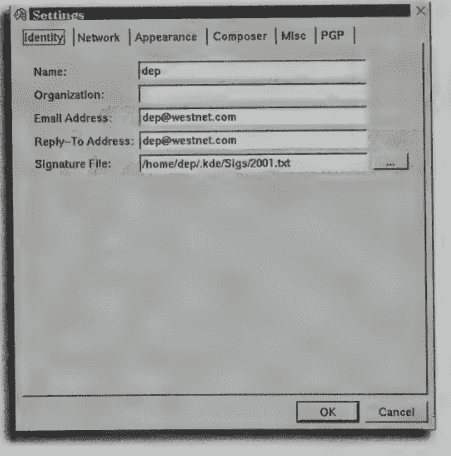 Settings
Identity Network Appearance Composer Misc PGP
Name: dep
Organization:
Email Address: dep@westnet.com
Reply-To Address: dep@westnet.com
Signature File: /home/dep/.kde/Sigs/2001.txt ...
OK Cancel